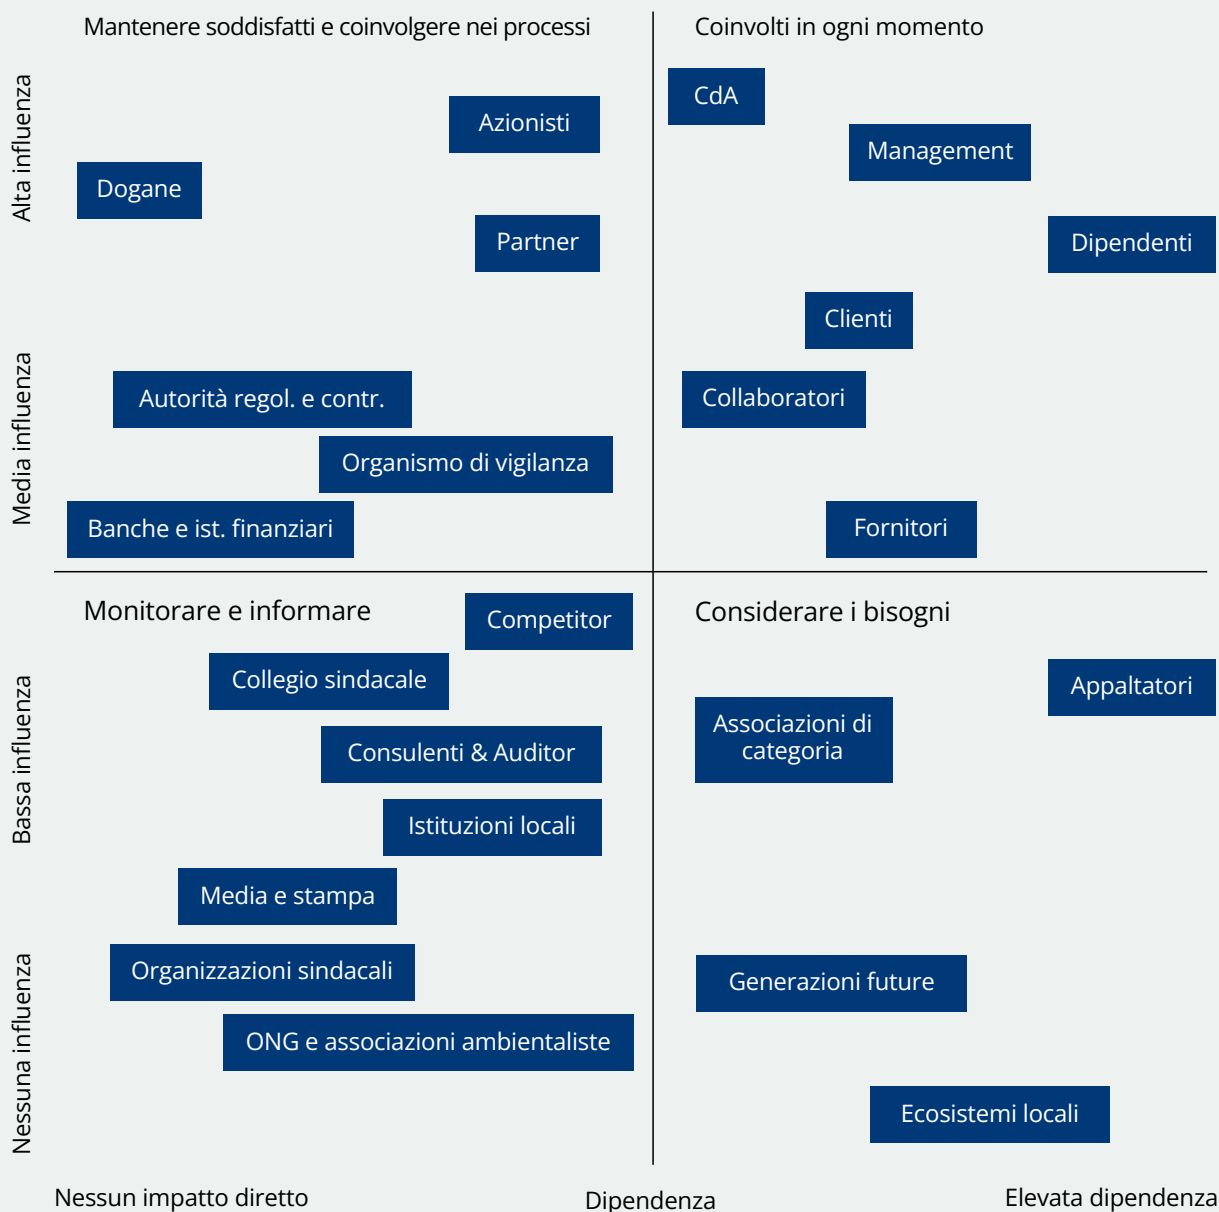 Mantenere soddisfatti e coinvolgere nei processi
Coinvolti in ogni momento
Alta influenza
CdA
Azionisti
Management
Dogane
Partner
Dipendenti
Clienti
Media influenza
Autorità regol. e contr.
Collaboratori
Organismo di vigilanza
Banche e ist. finanziari
Fornitori
Monitorare e informare
Considerare i bisogni
Competitor
Collegio sindacale
Appaltatori
Bassa influenza
Associazioni di
categoria
Consulenti & Auditor
Istituzioni locali
Media e stampa
Nessuna influenza
Organizzazioni sindacali
Generazioni future
ONG e associazioni ambientaliste
Ecosistemi locali
Nessun impatto diretto
Dipendenza
Elevata dipendenza